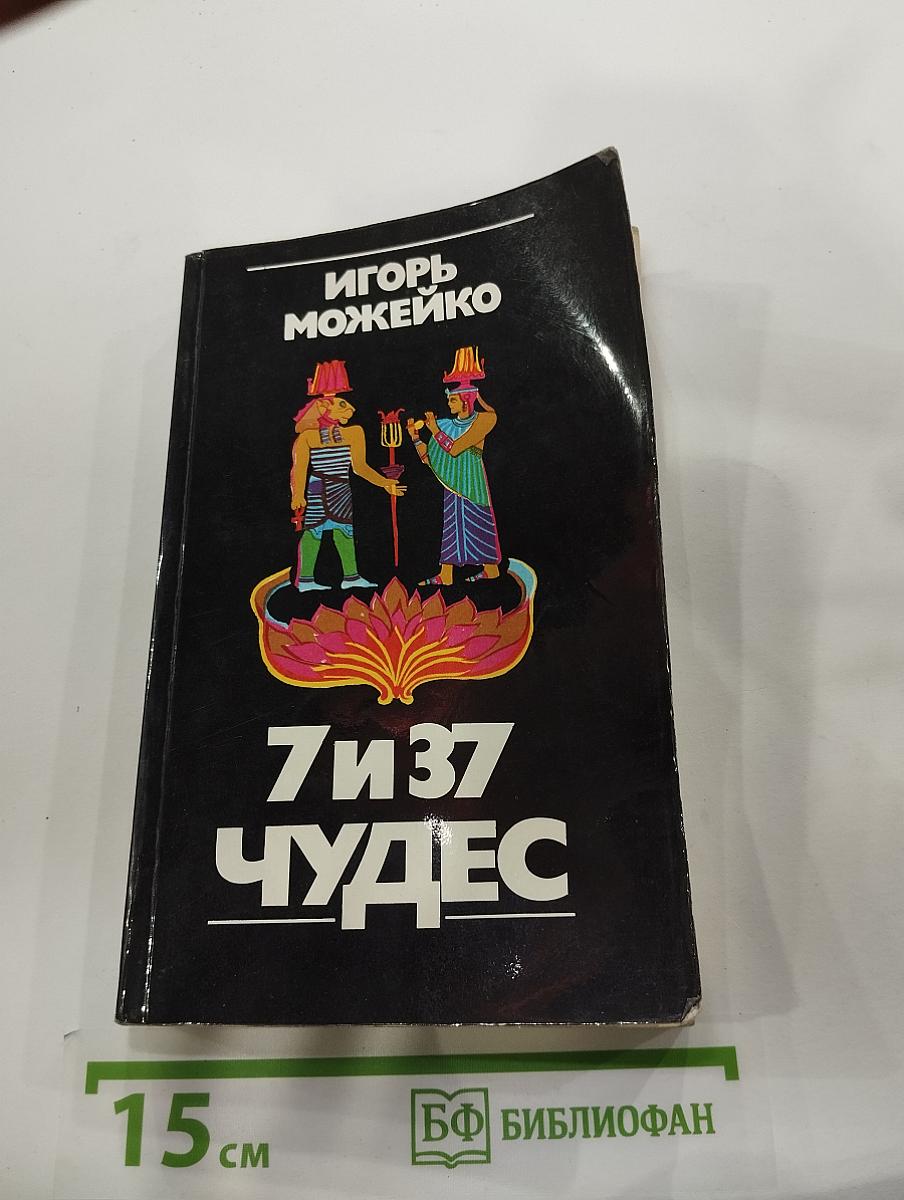 ИГОРЬ
МОЖЕЙКО
7 и 37
ЧУДЕС
15 см
БФ БИБЛИОФАН